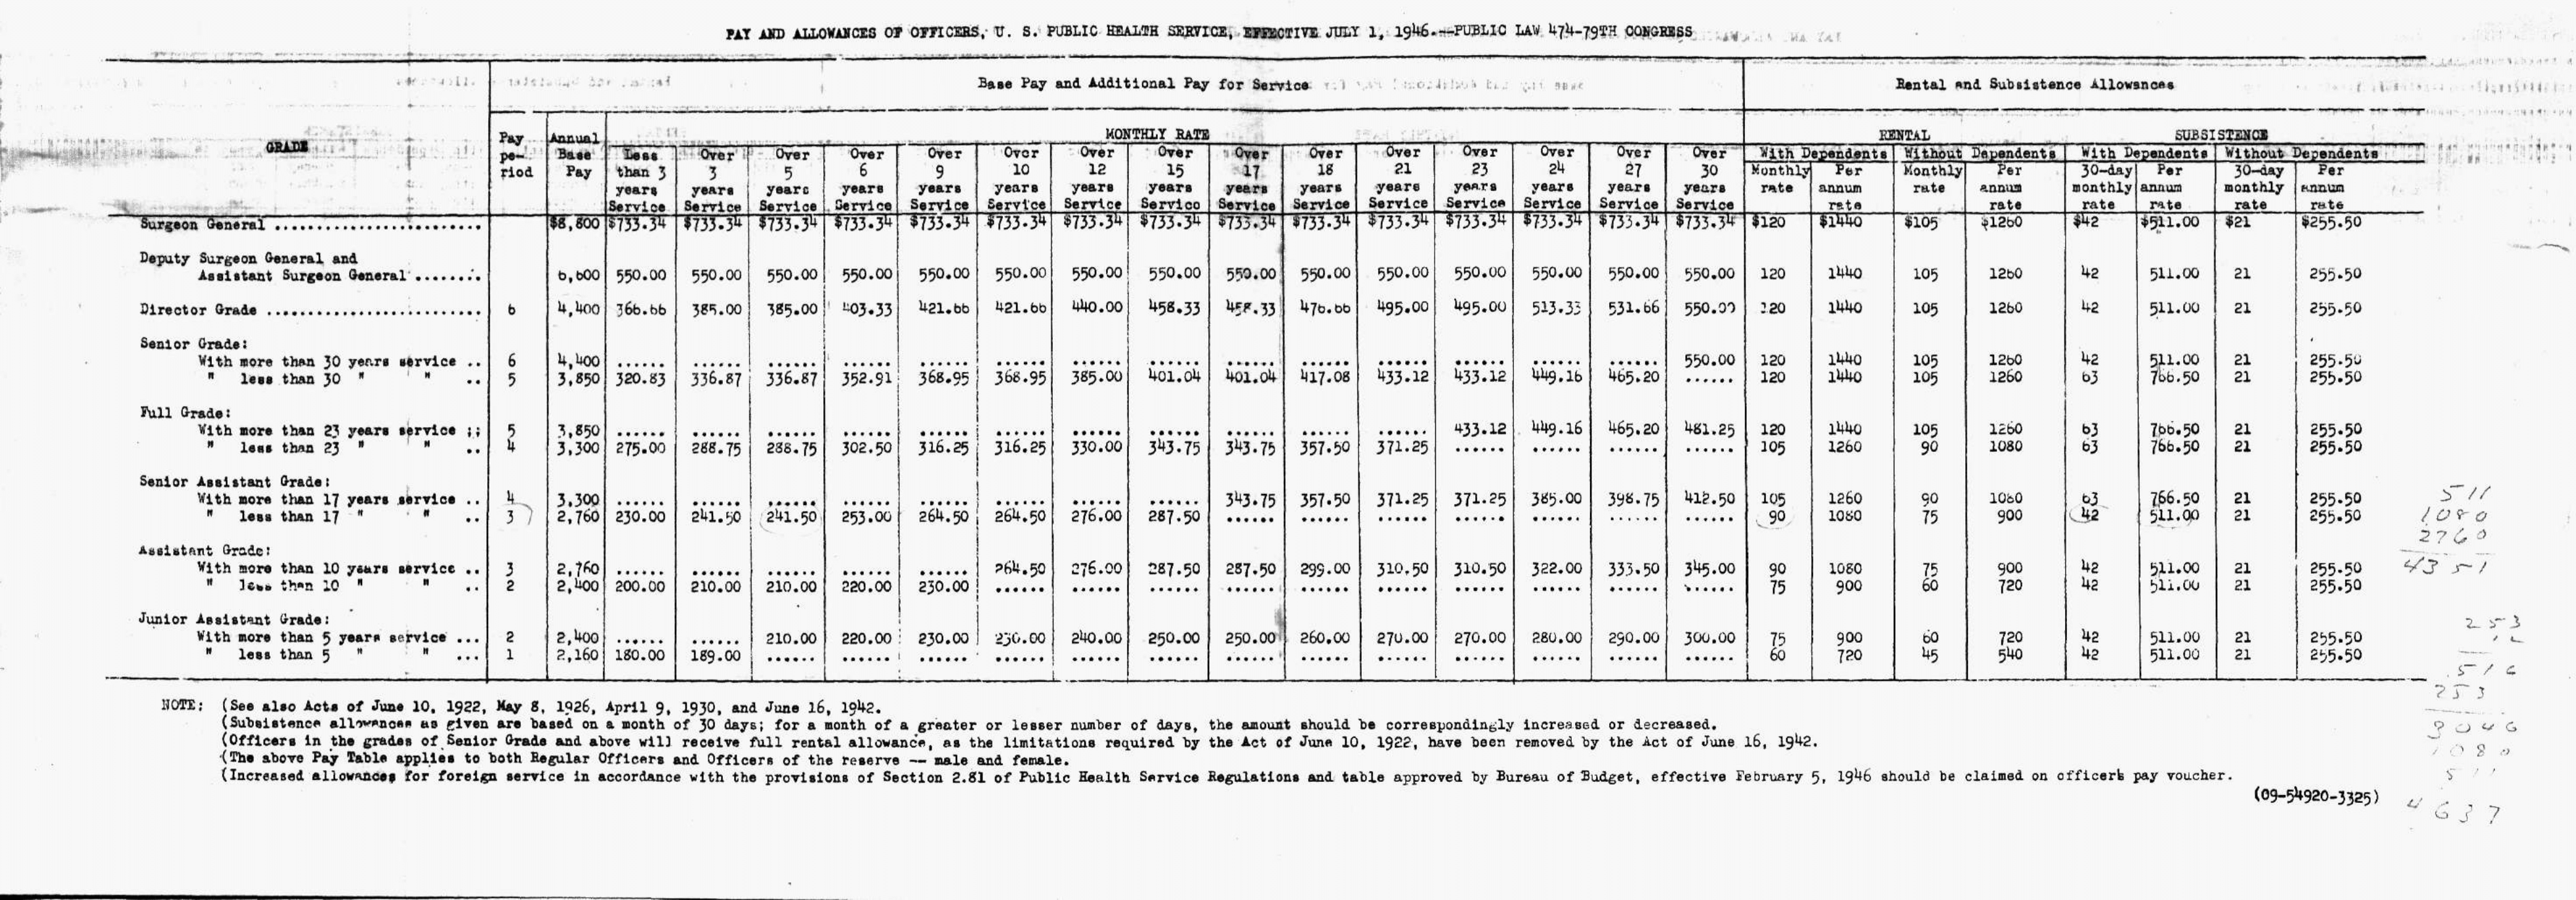 PAY AND ALLOWANCES OF OFFICERS, U. S. PUBLIC HEALTH SERVICE, EFFECTIVE JULY 1, 1946.--PUBLIC LAW 474-79TH CONGRESS
Base Pay and Additional Pay for Service Rental and Subsistence Allowances
GRADE Pay pe- riod Annual Base Pay MONTHLY RATE RENTAL SUBSISTENCE
Less than 3 years Service Over 3 years Service Over 5 years Service Over 6 years Service Over 9 years Service Over 10 years Service Over 12 years Service Over 15 years Service Over 17 years Service Over 18 years Service Over 21 years Service Over 23 years Service Over 24 years Service Over 27 years Service Over 30 years Service
With Dependents Without Dependents With Dependents Without Dependents
Monthly rate Per annum rate Monthly rate Per annum rate 30-day monthly rate Per annum rate 30-day monthly rate Per annum rate
Surgeon General ........................ $8,800 $733.34 $733.34 $733.34 $733.34 $733.34 $733.34 $733.34 $733.34 $733.34 $733.34 $733.34 $733.34 $733.34 $733.34 $733.34 $120 $1440 $105 $1260 $42 $511.00 $21 $255.50
Deputy Surgeon General and
Assistant Surgeon General ........ 6,600 550.00 550.00 550.00 550.00 550.00 550.00 550.00 550.00 550.00 550.00 550.00 550.00 550.00 550.00 550.00 120 1440 105 1260 42 511.00 21 255.50
Director Grade ......................... 6 4,400 366.66 385.00 385.00 403.33 421.66 421.66 440.00 458.33 458.33 476.66 495.00 495.00 513.33 531.66 550.00 120 1440 105 1260 42 511.00 21 255.50
Senior Grade:
With more than 30 years service .. 6 4,400 ...... ...... ...... ...... ...... ...... ...... ...... ...... ...... ...... ...... ...... ...... 550.00 120 1440 105 1260 42 511.00 21 255.50
" less than 30 " " .. 5 3,850 320.83 336.87 336.87 352.91 368.95 368.95 385.00 401.04 401.04 417.08 433.12 433.12 449.16 465.20 ...... 120 1440 105 1260 63 766.50 21 255.50
Full Grade:
With more than 23 years service ;; 5 3,850 ...... ...... ...... ...... ...... ...... ...... ...... ...... ...... ...... 433.12 449.16 465.20 481.25 120 1440 105 1260 63 766.50 21 255.50
" less than 23 " " .. 4 3,300 275.00 288.75 288.75 302.50 316.25 316.25 330.00 343.75 343.75 357.50 371.25 ...... ...... ...... ...... 105 1260 90 1080 63 766.50 21 255.50
Senior Assistant Grade:
With more than 17 years service .. 4 3,300 ...... ...... ...... ...... ...... ...... ...... ...... 343.75 357.50 371.25 371.25 385.00 398.75 412.50 105 1260 90 1080 63 766.50 21 255.50
" less than 17 " " .. 3 2,760 230.00 241.50 241.50 253.00 264.50 264.50 276.00 287.50 ...... ...... ...... ...... ...... ...... ...... 90 1080 75 900 42 511.00 21 255.50
Assistant Grade:
With more than 10 years service .. 3 2,760 ...... ...... ...... ...... ...... 264.50 276.00 287.50 287.50 299.00 310.50 310.50 322.00 333.50 345.00 90 1080 75 900 42 511.00 21 255.50
" less than 10 " " .. 2 2,400 200.00 210.00 210.00 220.00 230.00 ...... ...... ...... ...... ...... ...... ...... ...... ...... ...... 75 900 60 720 42 511.00 21 255.50
Junior Assistant Grade:
With more than 5 years service ... 2 2,400 ...... ...... 210.00 220.00 230.00 230.00 240.00 250.00 250.00 260.00 270.00 270.00 280.00 290.00 300.00 75 900 60 720 42 511.00 21 255.50
" less than 5 " " ... 1 2,160 180.00 189.00 ...... ...... ...... ...... ...... ...... ...... ...... ...... ...... ...... ...... ...... 60 720 45 540 42 511.00 21 255.50
NOTE: (See also Acts of June 10, 1922, May 8, 1926, April 9, 1930, and June 16, 1942.
(Subsistence allowances as given are based on a month of 30 days; for a month of a greater or lesser number of days, the amount should be correspondingly increased or decreased.
(Officers in the grades of Senior Grade and above will receive full rental allowance, as the limitations required by the Act of June 10, 1922, have been removed by the Act of June 16, 1942.
(The above Pay Table applies to both Regular Officers and Officers of the reserve -- male and female.
(Increased allowances for foreign service in accordance with the provisions of Section 2.81 of Public Health Service Regulations and table approved by Bureau of Budget, effective February 5, 1946 should be claimed on officer's pay voucher.
(09-54920-3325)
511
1080
2760
4351
253
12
516
253
3046
1080
511
4637